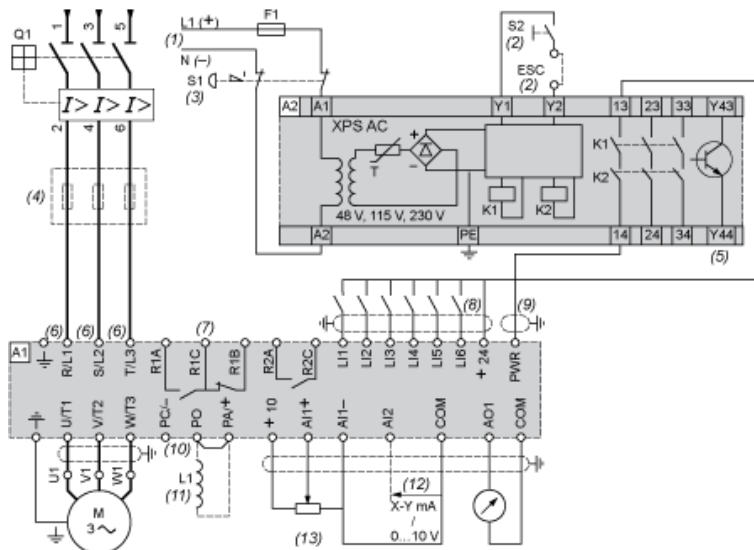 1 3 5
Q1
I> I> I>
2 4 6
(4)
L1 (+) F1
(1)
N (–)
S1
(3)
S2
(2)
ESC
(2)
A2 A1 Y1 Y2 13 23 33 Y43
XPS AC
T
+
–
K1
K2
K1 K2
48 V, 115 V, 230 V
A2 PE 14 24 34 Y44
(5)
(6) (6) (6) (7) (8) (9)
A1
R/L1 S/L2 T/L3 R1A R1C R1B R2A R2C LI1 LI2 LI3 LI4 LI5 LI6 + 24 PWR
U/T1 V/T2 W/T3 PC/– PO PA/+ + 10 AI1+ AI1– AI2 COM AO1 COM
(10)
U1 V1 W1
L1
(11)
(12)
X-Y mA
/
0...10 V
M
3~
(13)